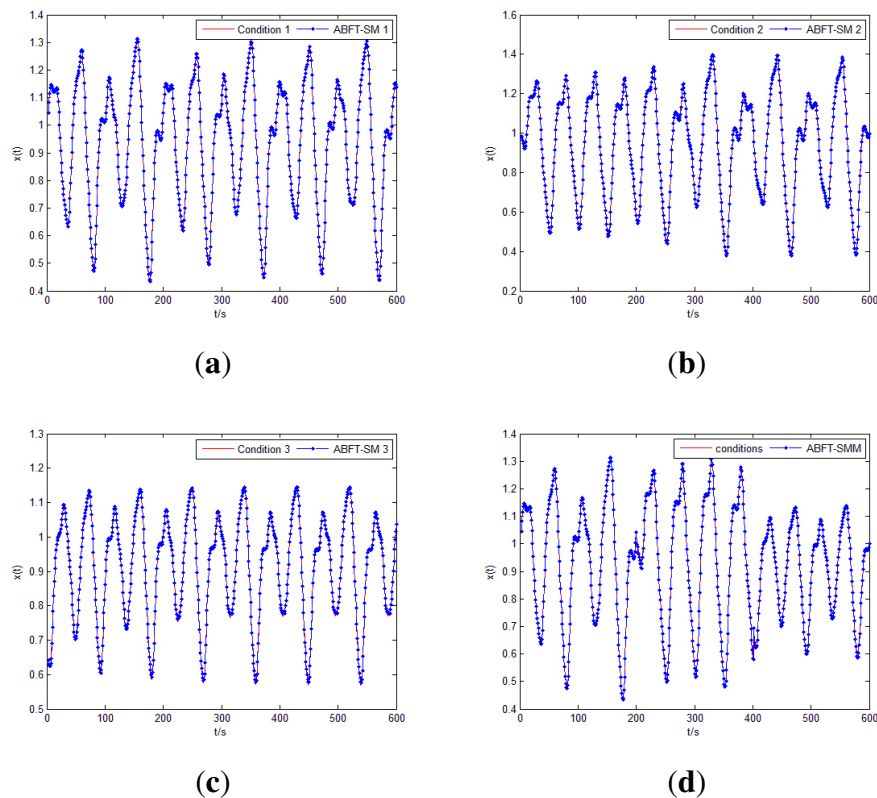 Condition 1 ABFT-SM 1
1.4
1.3
1.2
1.1
1
0.9
0.8
0.7
0.6
0.5
0.4
x(t)
0 100 200 300 400 500 600
t/s
(a)
Condition 2 ABFT-SM 2
1.6
1.4
1.2
1
0.8
0.6
0.4
0.2
x(t)
0 100 200 300 400 500 600
t/s
(b)
Condition 3 ABFT-SM 3
1.3
1.2
1.1
1
0.9
0.8
0.7
0.6
0.5
x(t)
0 100 200 300 400 500 600
t/s
(c)
conditions ABFT-SMM
1.4
1.3
1.2
1.1
1
0.9
0.8
0.7
0.6
0.5
0.4
x(t)
0 100 200 300 400 500 600
t/s
(d)